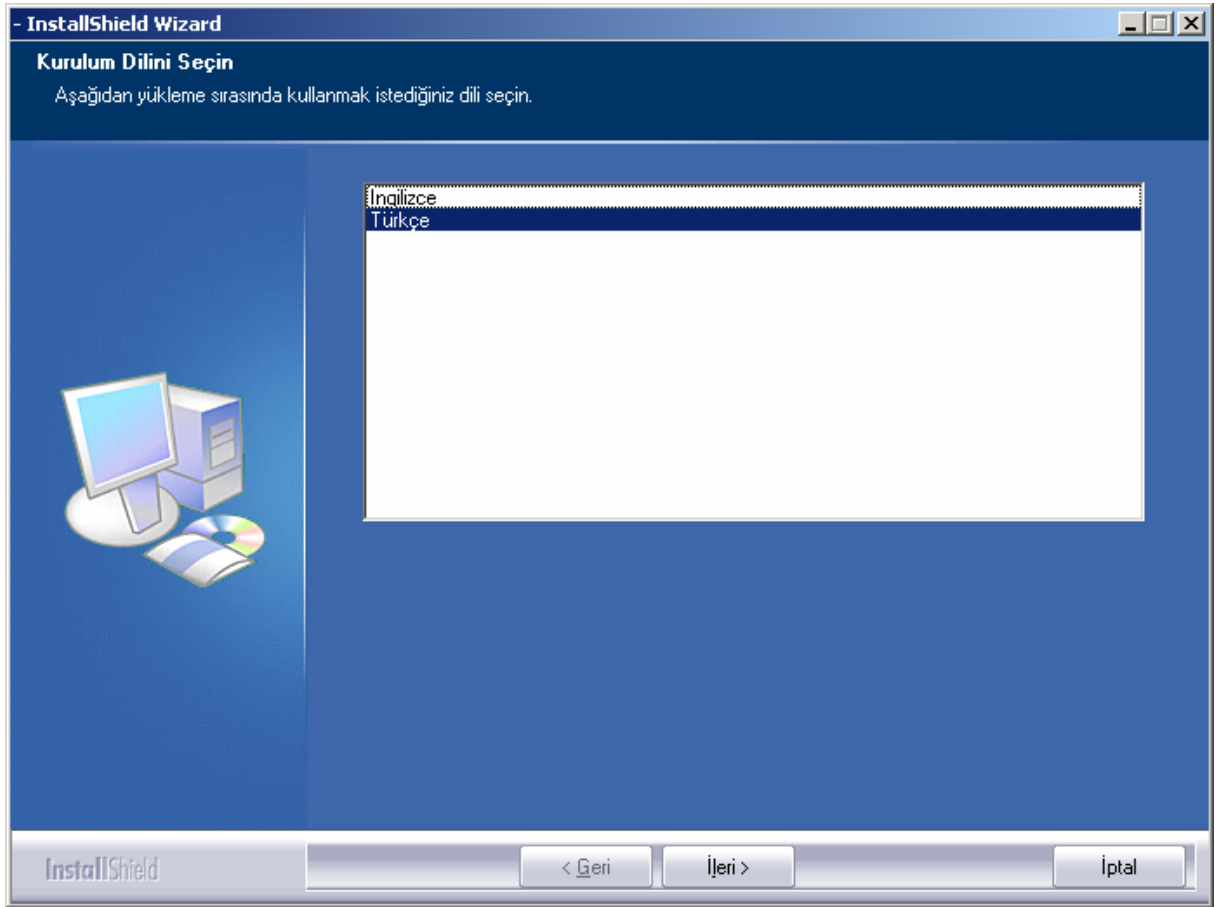 - InstallShield Wizard
Kurulum Dilini Seçin
Aşağıdan yükleme sırasında kullanmak istediğiniz dili seçin.
İngilizce
Türkçe
InstallShield
< Geri
İleri >
İptal